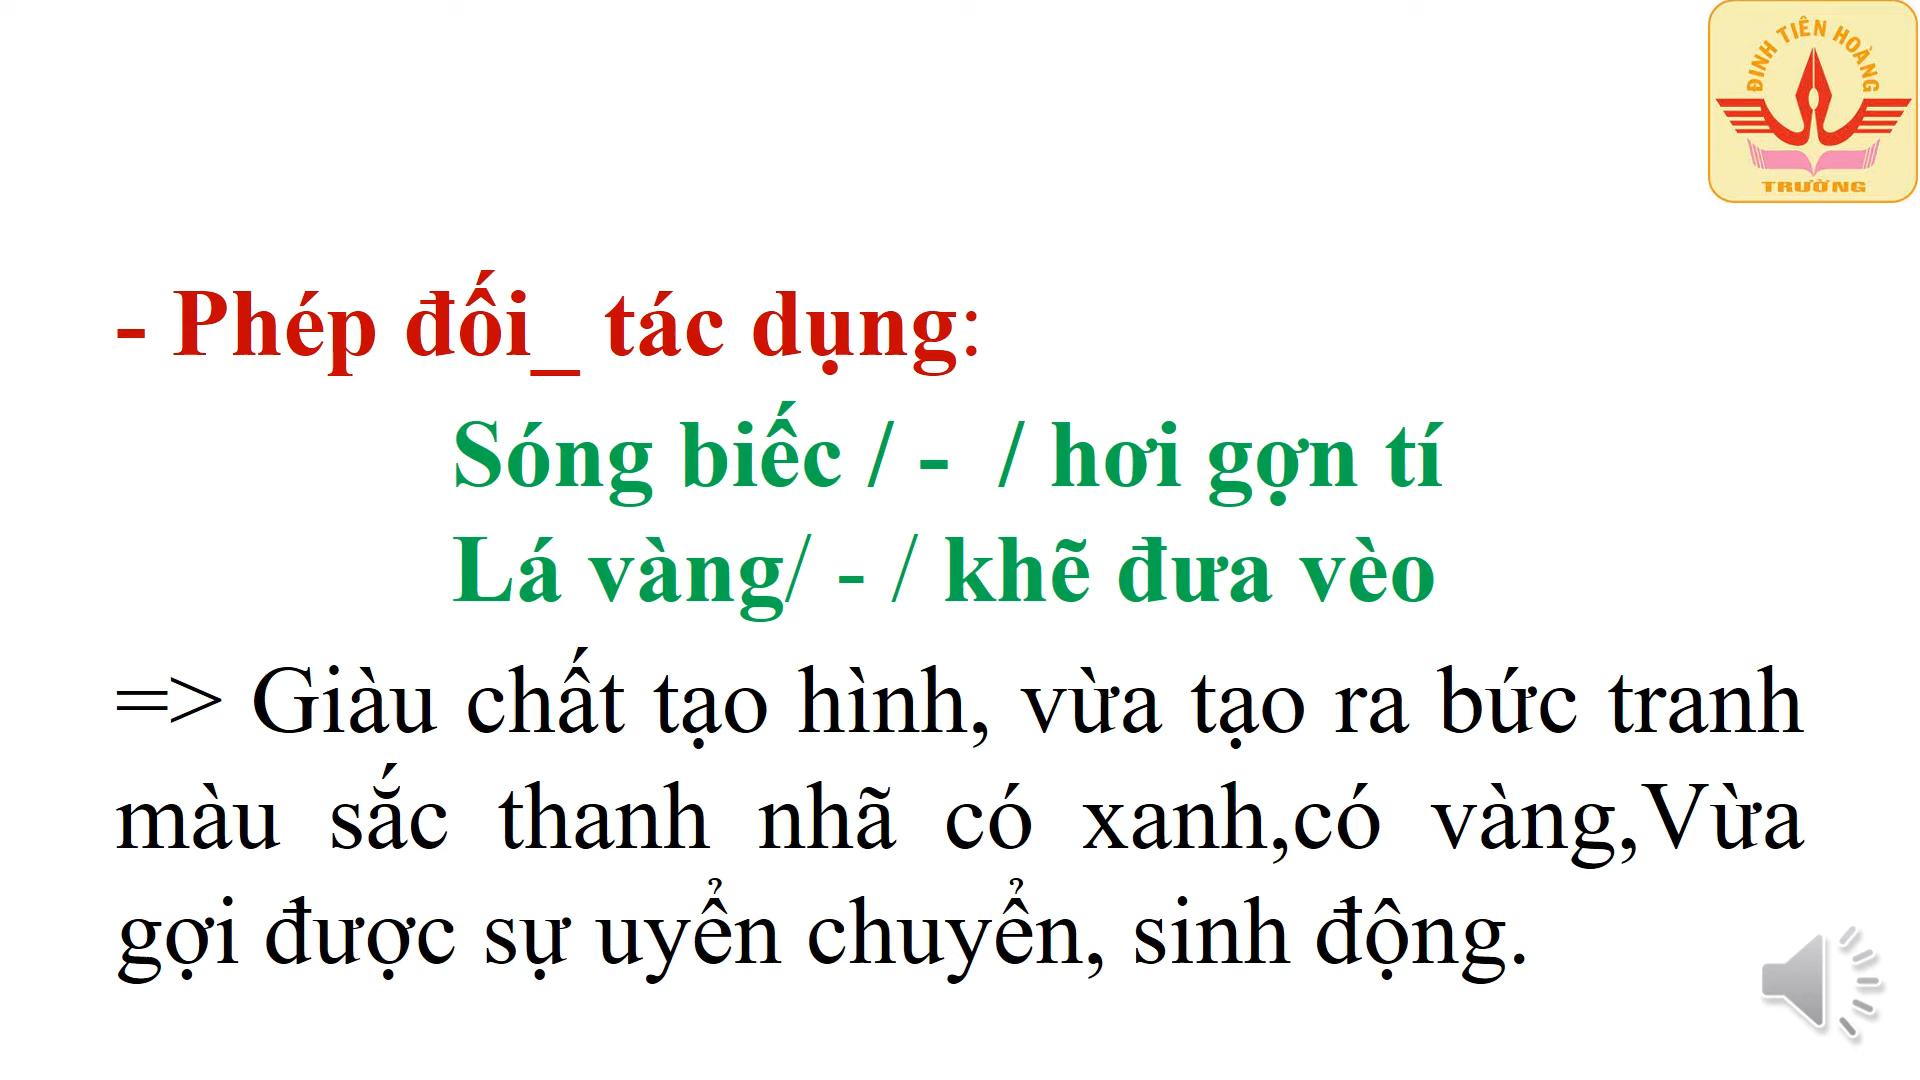 ĐINH TIÊN HOÀNG
TRƯỜNG
- Phép đối_ tác dụng:
Sóng biếc / - / hơi gợn tí
Lá vàng/ - / khẽ đưa vèo
=> Giàu chất tạo hình, vừa tạo ra bức tranh
màu sắc thanh nhã có xanh,có vàng,Vừa
gợi được sự uyển chuyển, sinh động.